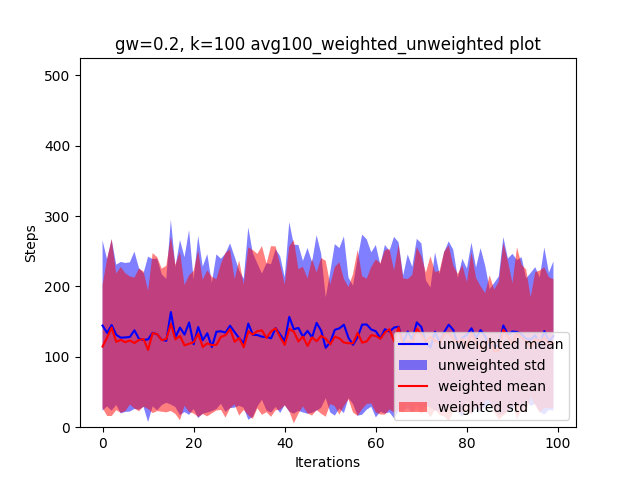 gw=0.2, k=100 avg100_weighted_unweighted plot
500
400
300
200
100
0
Steps
0
20
40
60
80
100
Iterations
unweighted mean
unweighted std
weighted mean
weighted std